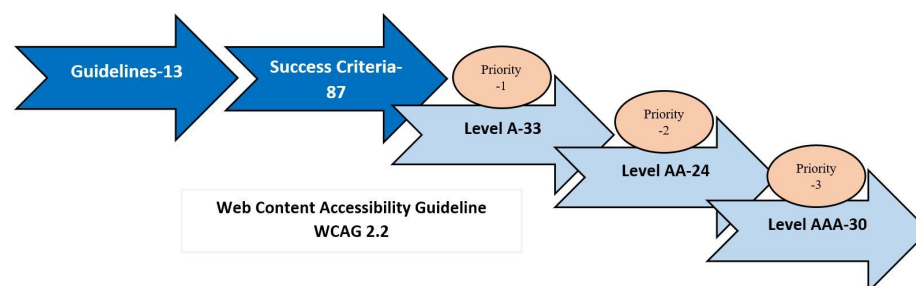 Guidelines-13
Success Criteria-
87
Priority
-1
Level A-33
Priority
-2
Level AA-24
Priority
-3
Level AAA-30
Web Content Accessibility Guideline
WCAG 2.2